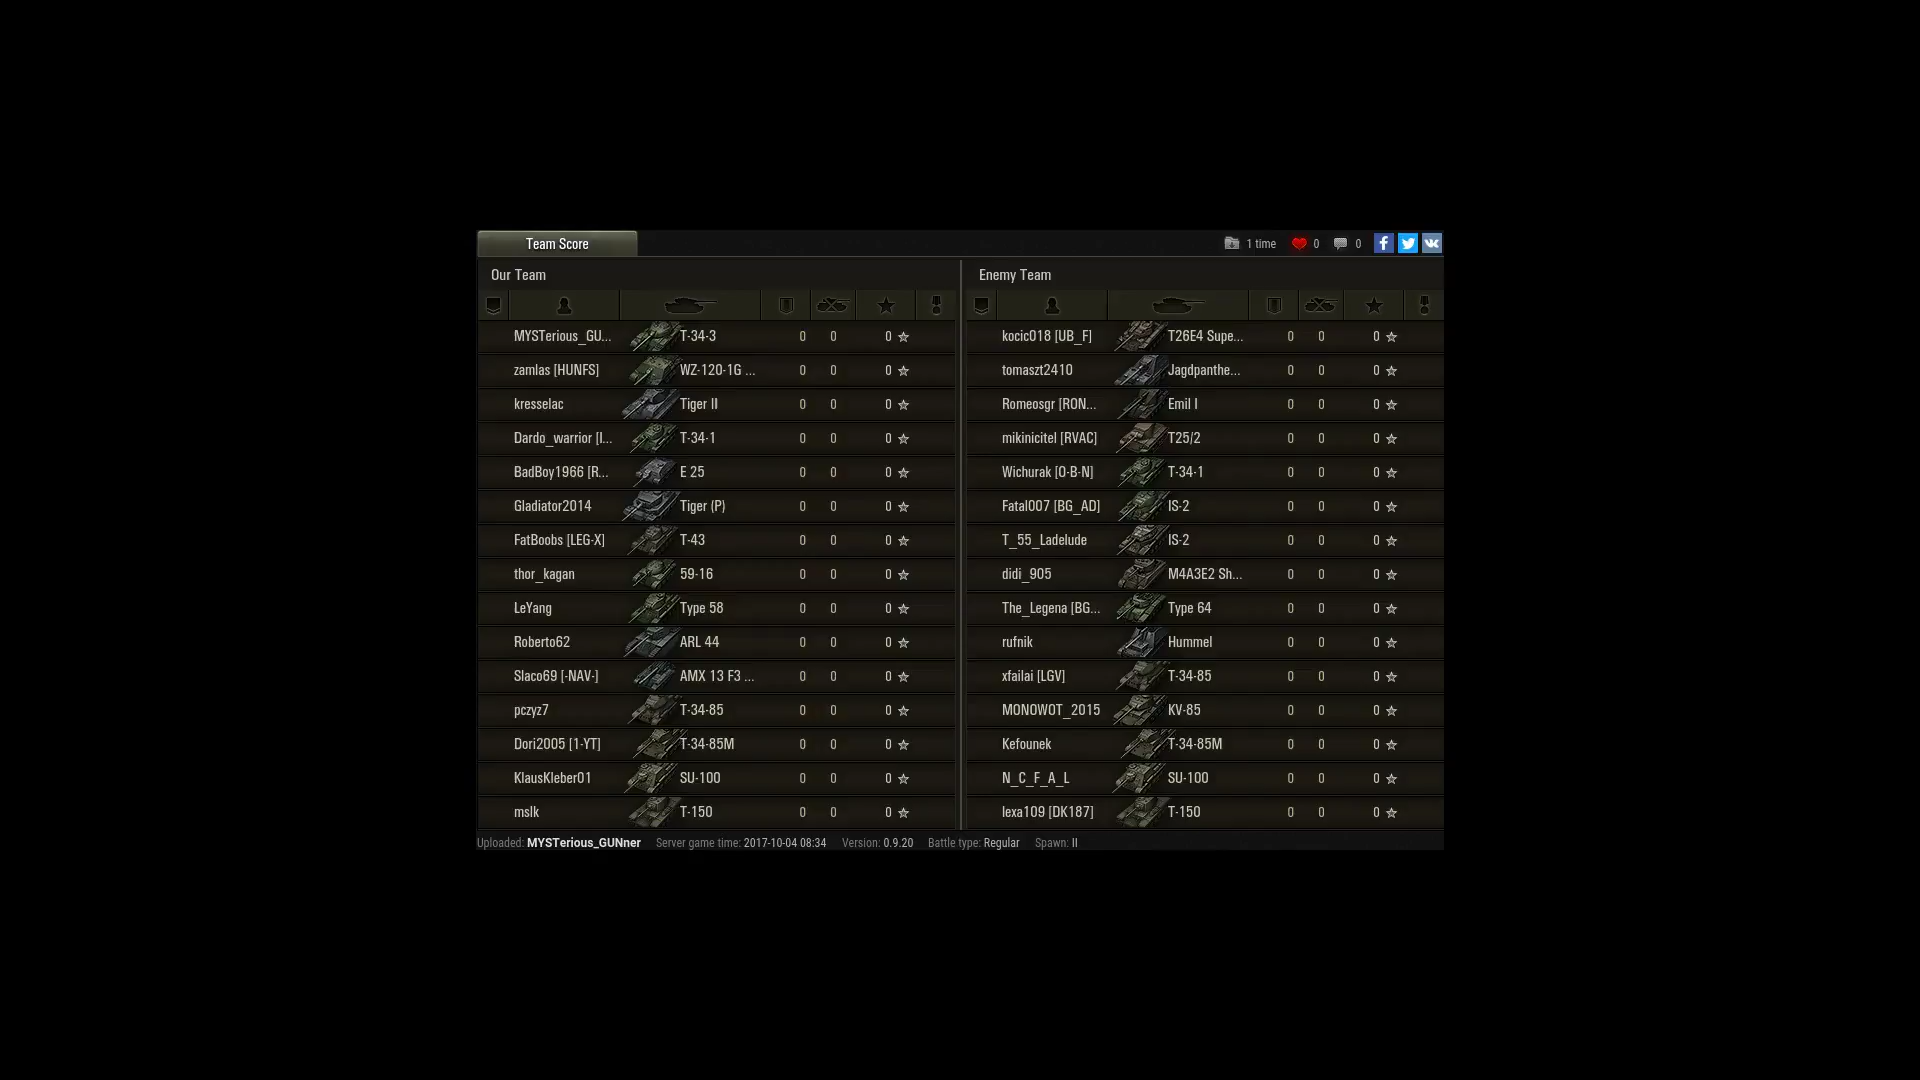 Team Score 1 time 0 0
Our Team Enemy Team
MYSTerious_GU... T-34-3 0 0 0 kocic018 [UB_F] T26E4 Supe... 0 0 0
zamlas [HUNFS] WZ-120-1G ... 0 0 0 tomaszt2410 Jagdpanthe... 0 0 0
kresselac Tiger II 0 0 0 Romeosgr [RON... Emil I 0 0 0
Dardo_warrior [I... T-34-1 0 0 0 mikinicitel [RVAC] T25/2 0 0 0
BadBoy1966 [R... E 25 0 0 0 Wichurak [O-B-N] T-34-1 0 0 0
Gladiator2014 Tiger (P) 0 0 0 Fatal007 [BG_AD] IS-2 0 0 0
FatBoobs [LEG-X] T-43 0 0 0 T_55_Ladelude IS-2 0 0 0
thor_kagan 59-16 0 0 0 didi_905 M4A3E2 Sh... 0 0 0
LeYang Type 58 0 0 0 The_Legena [BG... Type 64 0 0 0
Roberto62 ARL 44 0 0 0 rufnik Hummel 0 0 0
Slaco69 [-NAV-] AMX 13 F3 ... 0 0 0 xfailai [LGV] T-34-85 0 0 0
pczyz7 T-34-85 0 0 0 MONOWOT_2015 KV-85 0 0 0
Dori2005 [1-YT] T-34-85M 0 0 0 Kefounek T-34-85M 0 0 0
KlausKleber01 SU-100 0 0 0 N_C_F_A_L SU-100 0 0 0
mslk T-150 0 0 0 lexa109 [DK187] T-150 0 0 0
Uploaded: MYSTerious_GUNner Server game time: 2017-10-04 08:34 Version: 0.9.20 Battle type: Regular Spawn: II